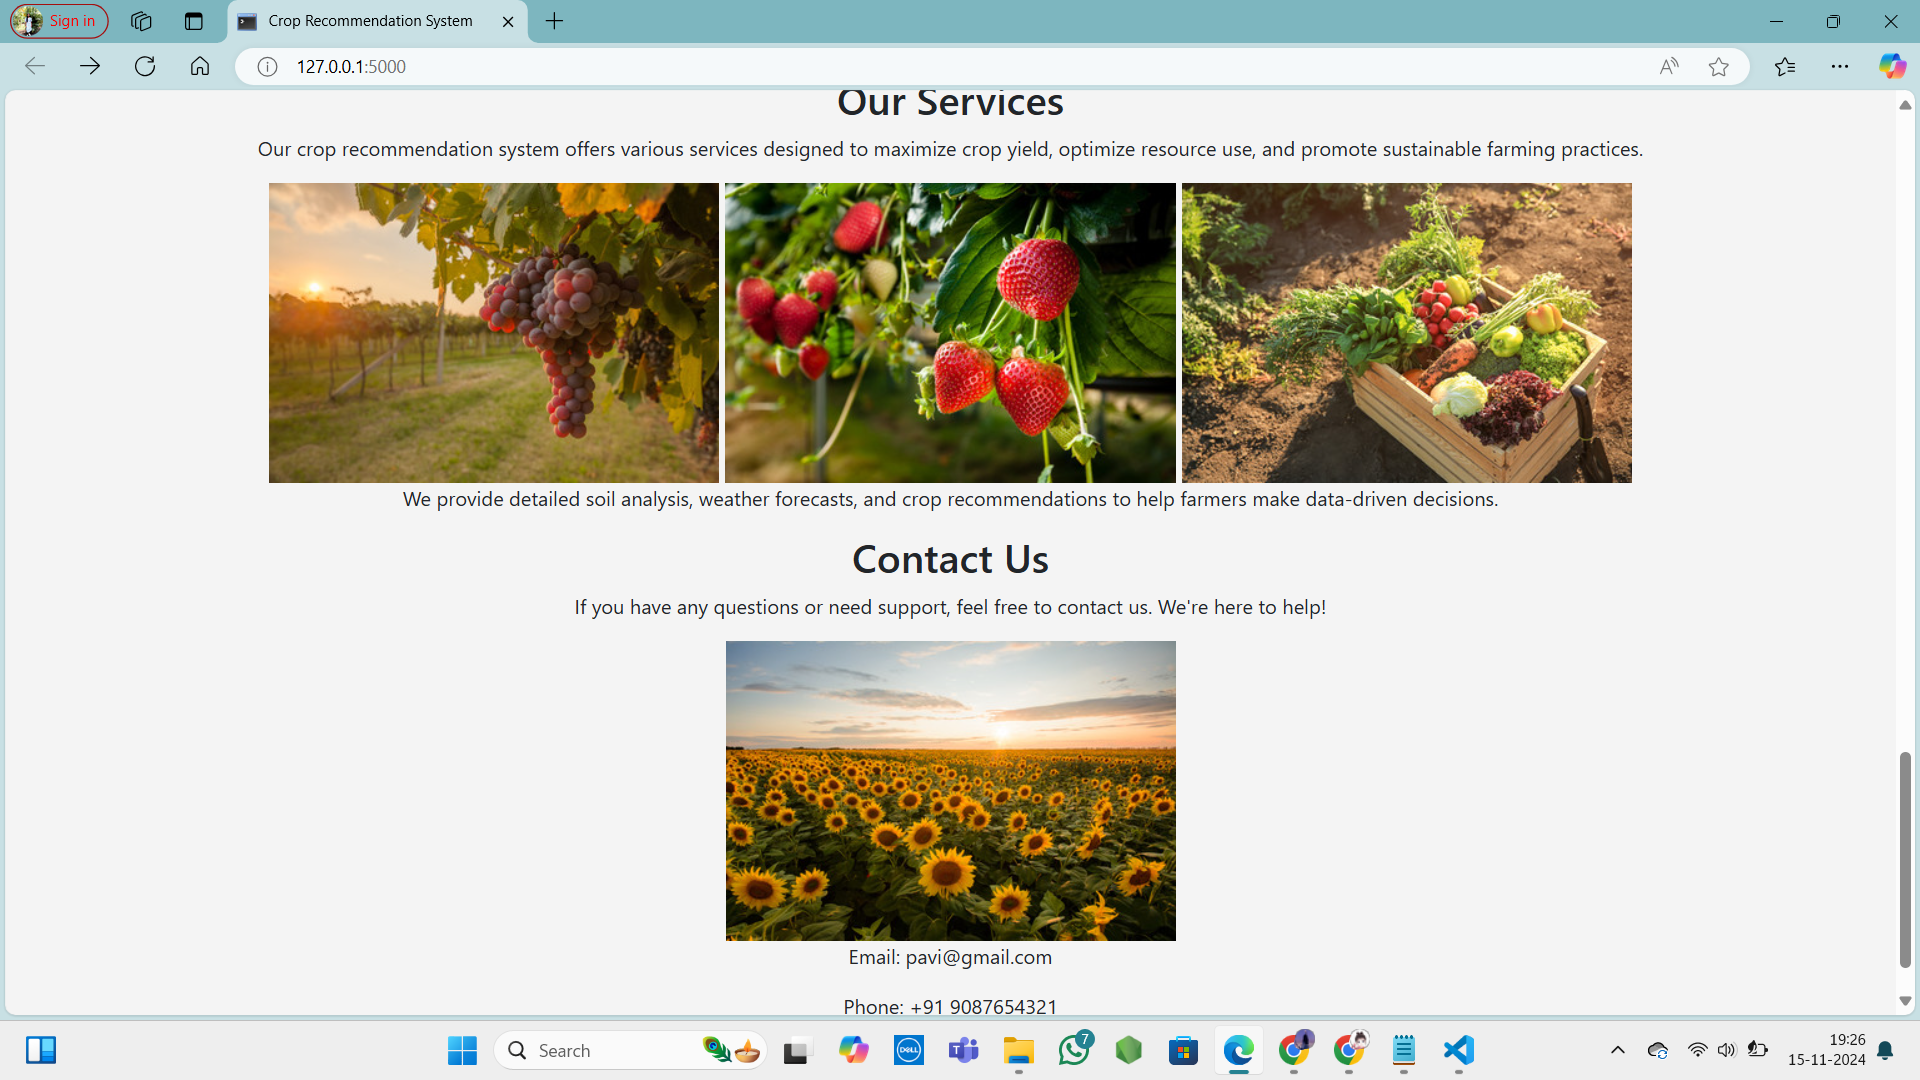 Sign in
Crop Recommendation System
127.0.0.1:5000
Our Services
Our crop recommendation system offers various services designed to maximize crop yield, optimize resource use, and promote sustainable farming practices.
We provide detailed soil analysis, weather forecasts, and crop recommendations to help farmers make data-driven decisions.
Contact Us
If you have any questions or need support, feel free to contact us. We're here to help!
Email: pavi@gmail.com
Phone: +91 9087654321
Search
DELL
7
19:26
15-11-2024